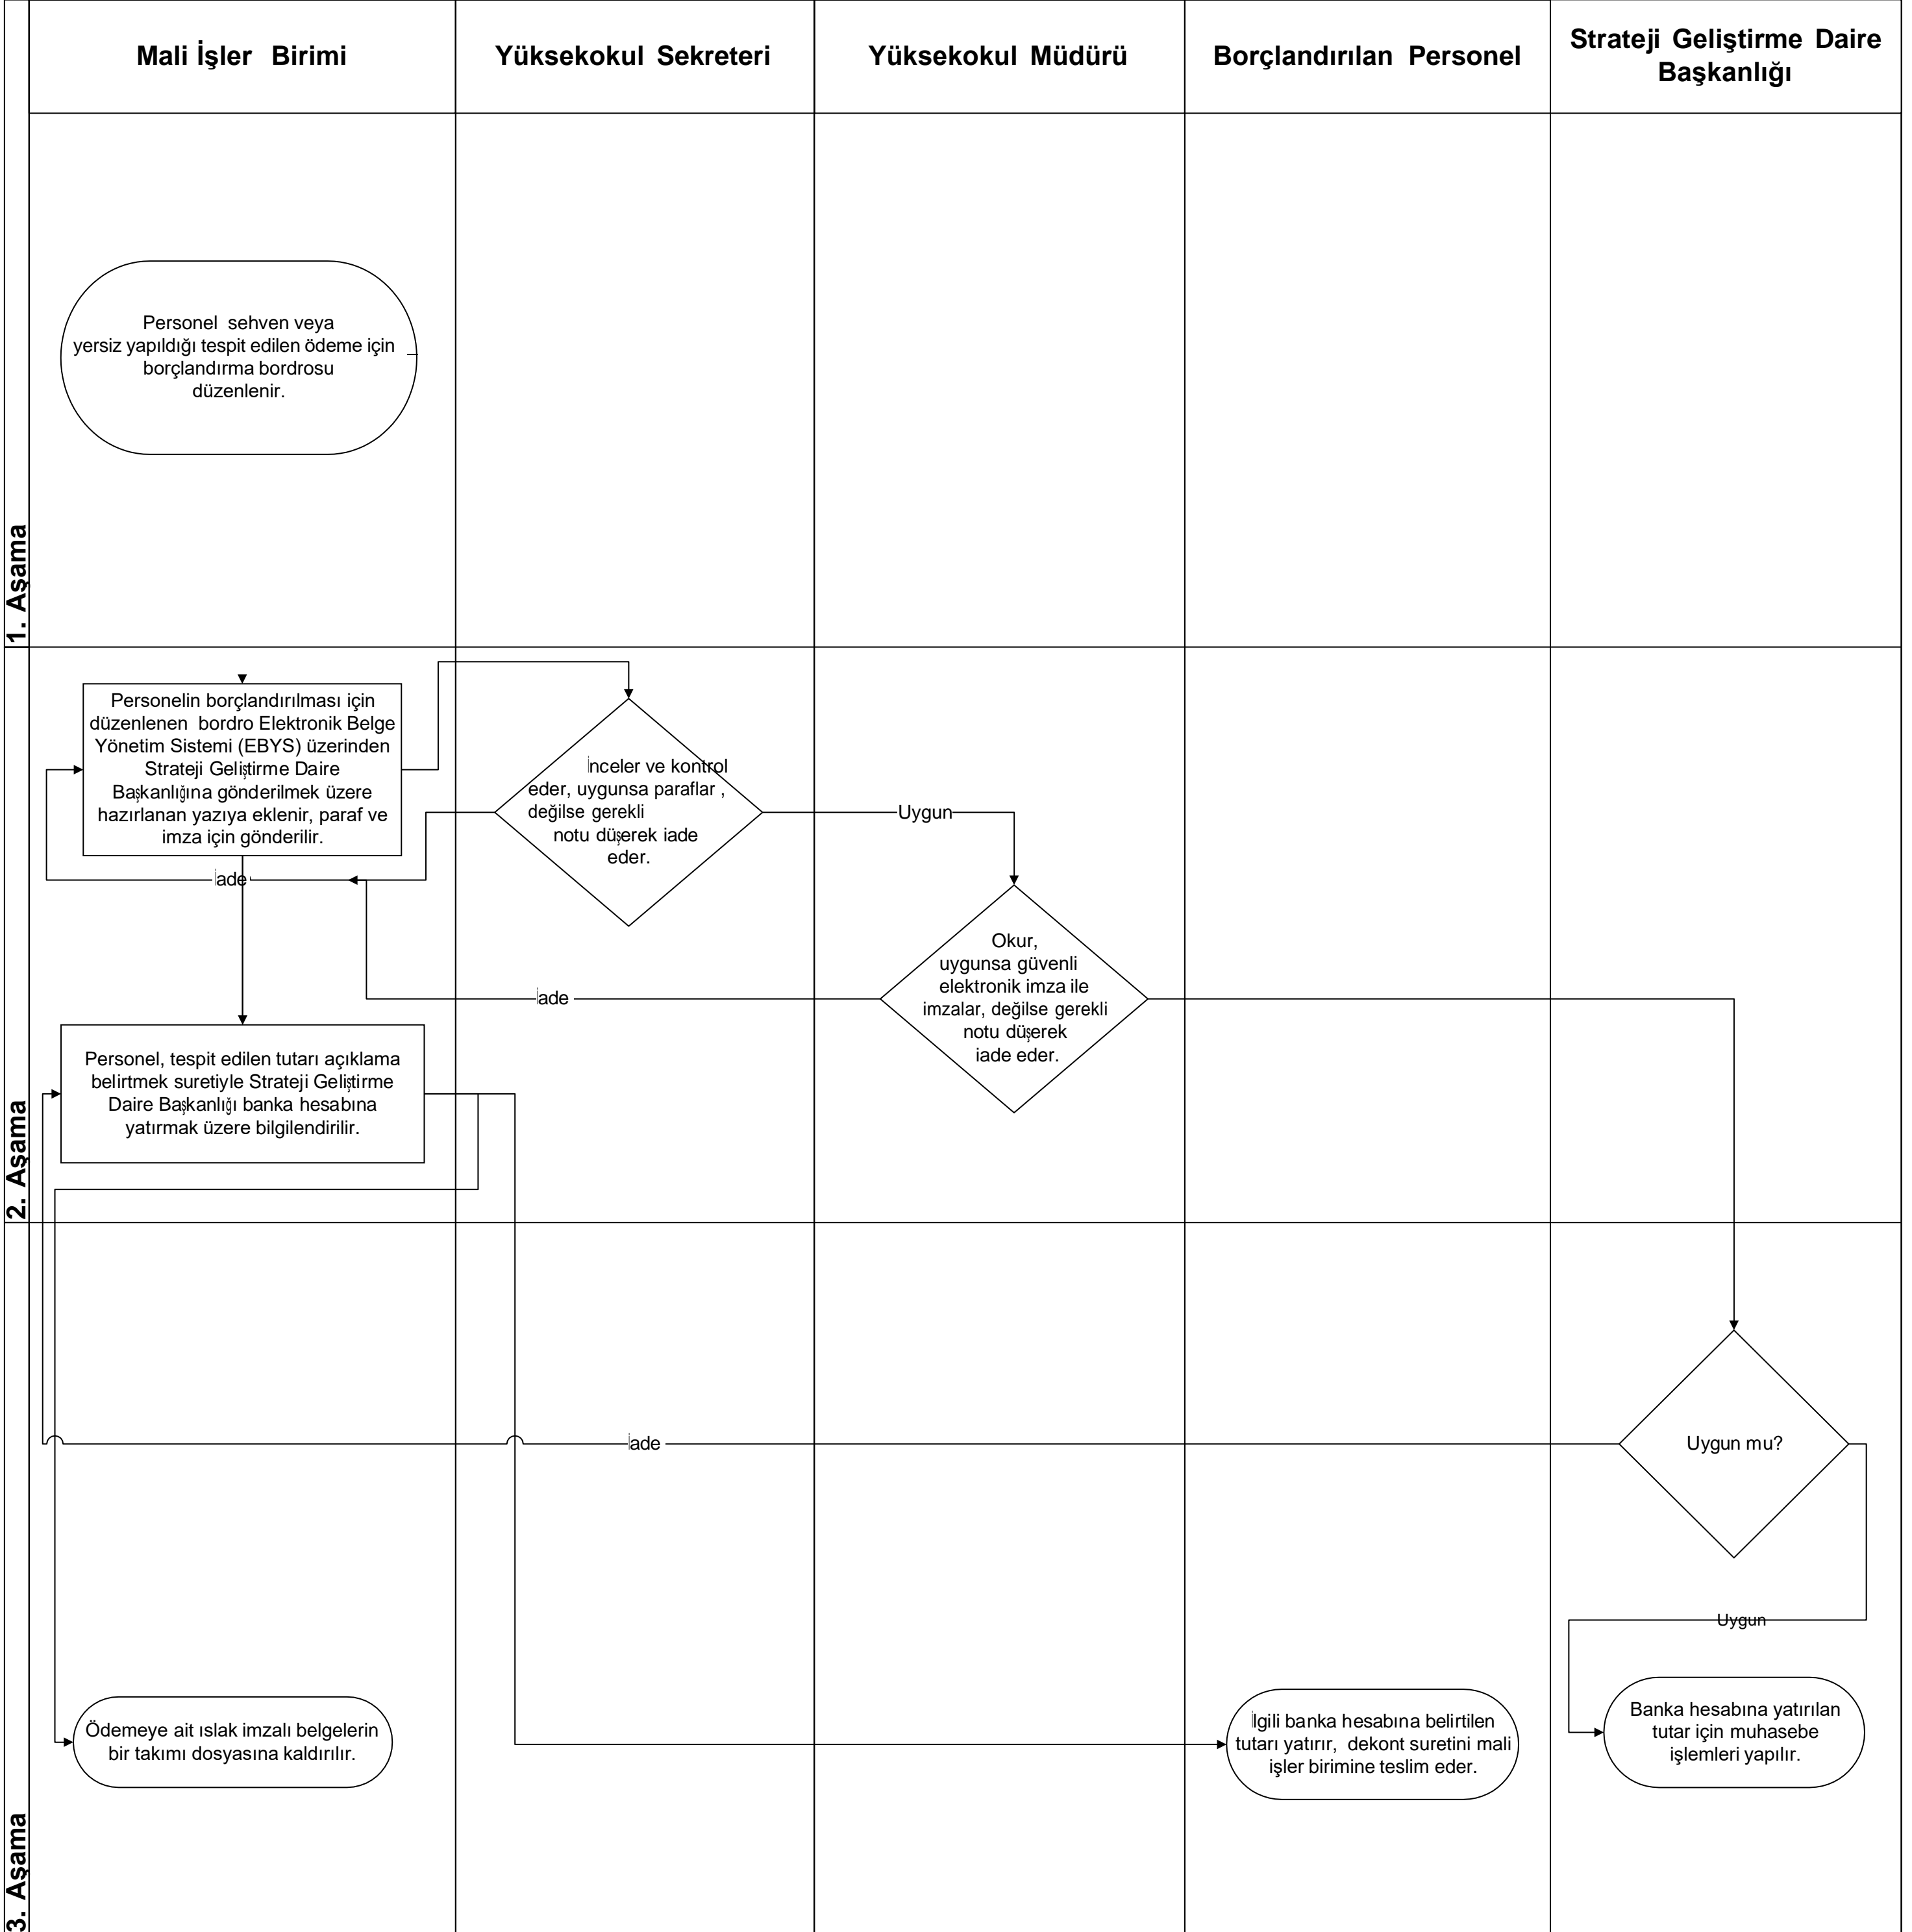 Mali İşler Birimi
Yüksekokul Sekreteri
Yüksekokul Müdürü
Borçlandırılan Personel
Strateji Geliştirme Daire
Başkanlığı
1. Aşama
Personel sehven veya
yersiz yapıldığı tespit edilen ödeme için
borçlandırma bordrosu
düzenlenir.
2. Aşama
Personelin borçlandırılması için
düzenlenen bordro Elektronik Belge
Yönetim Sistemi (EBYS) üzerinden
Strateji Geliştirme Daire
Başkanlığına gönderilmek üzere
hazırlanan yazıya eklenir, paraf ve
imza için gönderilir.
İnceler ve kontrol
eder, uygunsa paraflar ,
değilse gerekli
notu düşerek iade
eder.
Uygun
İade
Okur,
uygunsa güvenli
elektronik imza ile
imzalar, değilse gerekli
notu düşerek
iade eder.
İade
Personel, tespit edilen tutarı açıklama
belirtmek suretiyle Strateji Geliştirme
Daire Başkanlığı banka hesabına
yatırmak üzere bilgilendirilir.
3. Aşama
Uygun mu?
İade
Uygun
Ödemeye ait ıslak imzalı belgelerin
bir takımı dosyasına kaldırılır.
İlgili banka hesabına belirtilen
tutarı yatırır, dekont suretini mali
işler birimine teslim eder.
Banka hesabına yatırılan
tutar için muhasebe
işlemleri yapılır.